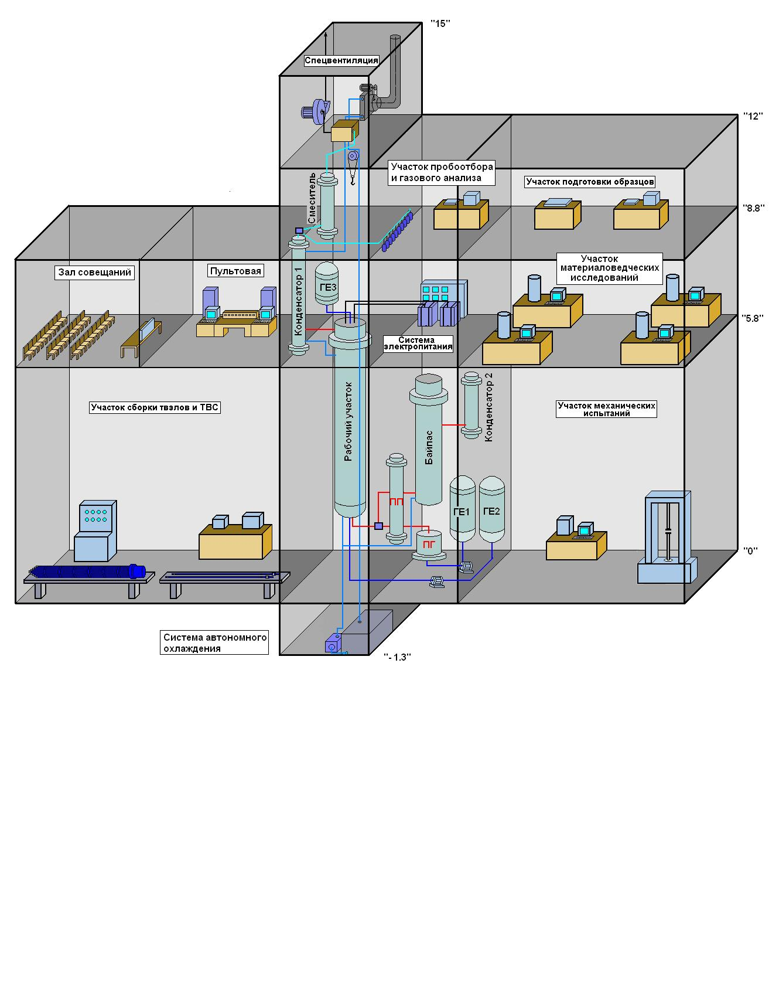 "15"
Спецвентиляция
"12"
Участок пробоотбора
и газового анализа
Участок подготовки образцов
Смеситель
"8.8"
Зал совещаний
Пультовая
Конденсатор 1
ГЕ3
Участок
материаловедческих
исследований
"5.8"
Система
электропитания
Участок сборки твэлов и ТВС
Рабочий участок
Байпас
Конденсатор 2
Участок механических
испытаний
ПП
ГЕ1
ГЕ2
ПГ
"0"
Система автономного
охлаждения
"- 1.3"